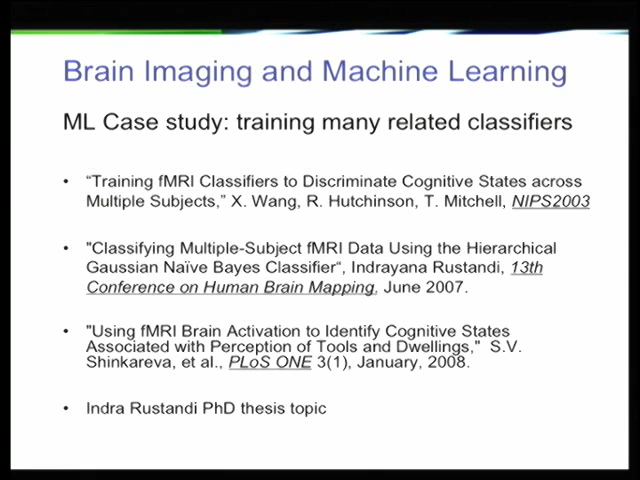 Brain Imaging and Machine Learning
ML Case study: training many related classifiers
• “Training fMRI Classifiers to Discriminate Cognitive States across
Multiple Subjects,” X. Wang, R. Hutchinson, T. Mitchell, NIPS2003
• "Classifying Multiple-Subject fMRI Data Using the Hierarchical
Gaussian Naïve Bayes Classifier“, Indrayana Rustandi, 13th
Conference on Human Brain Mapping, June 2007.
• "Using fMRI Brain Activation to Identify Cognitive States
Associated with Perception of Tools and Dwellings," S.V.
Shinkareva, et al., PLoS ONE 3(1), January, 2008.
• Indra Rustandi PhD thesis topic